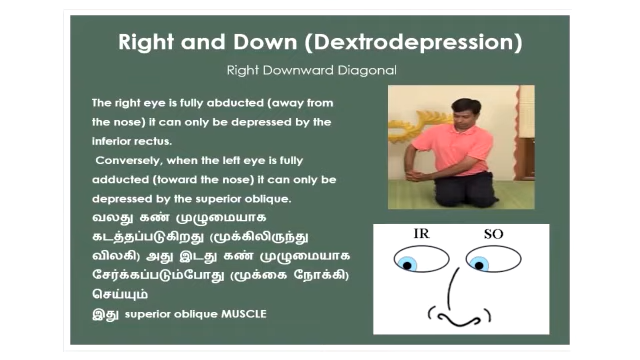 Right and Down (Dextrodepression)
Right Downward Diagonal
The right eye is fully abducted (away from
the nose) it can only be depressed by the
inferior rectus.
Conversely, when the left eye is fully
adducted (toward the nose) it can only be
depressed by the superior oblique.
வலது கண் முழுமையாக
கடத்தப்படுகிறது (மூக்கிலிருந்து
விலகி) அது இடது கண் முழுமையாக
சேர்க்கப்படும்போது (மூக்கை நோக்கி)
செய்யும்
இது superior oblique MUSCLE
IR SO